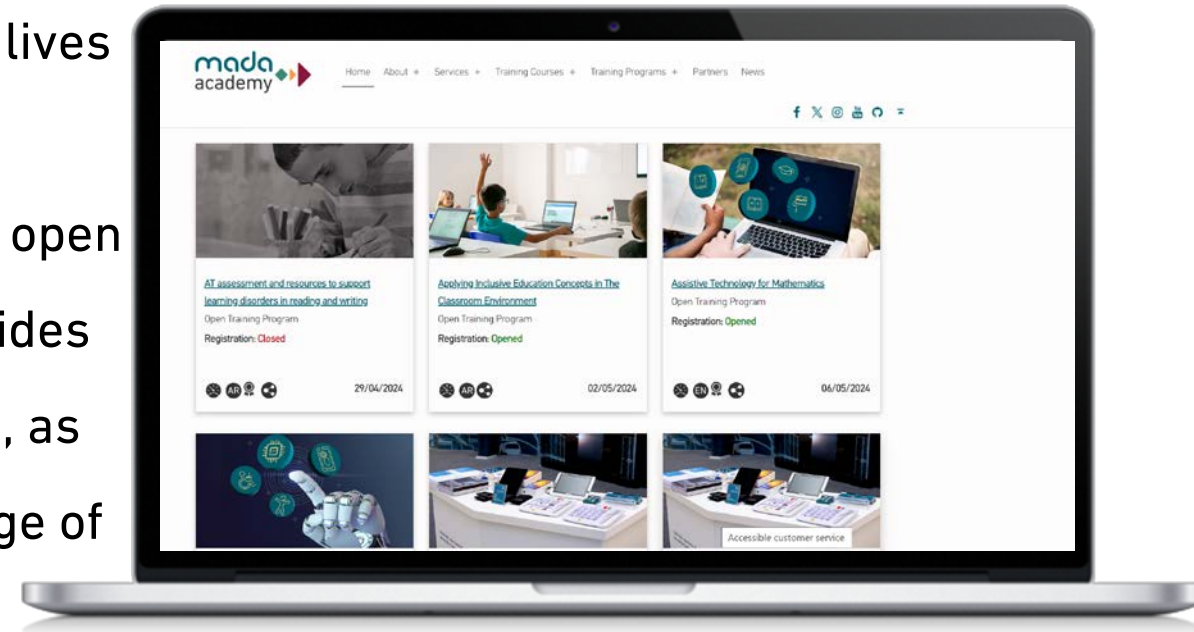 lives
open
ides
, as
ge of
mada
academy
Home About + Services + Training Courses + Training Programs + Partners News
AT assessment and resources to support
learning disorders in reading and writing
Open Training Program
Registration: Closed
AR
29/04/2024
Applying Inclusive Education Concepts in The
Classroom Environment
Open Training Program
Registration: Opened
AR
02/05/2024
Assistive Technology for Mathematics
Open Training Program
Registration: Opened
EN
06/05/2024
Accessible customer service